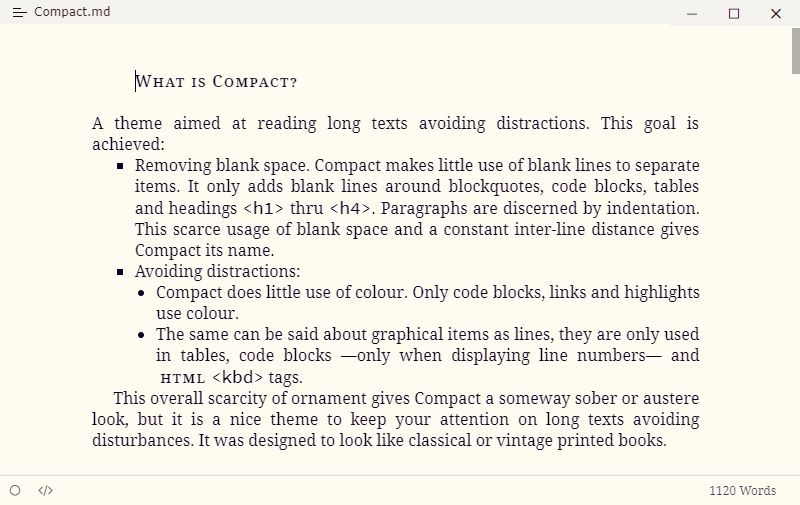 Compact.md
What is Compact?
A theme aimed at reading long texts avoiding distractions. This goal is
achieved:
Removing blank space. Compact makes little use of blank lines to separate
items. It only adds blank lines around blockquotes, code blocks, tables
and headings <h1> thru <h4>. Paragraphs are discerned by indentation.
This scarce usage of blank space and a constant inter-line distance gives
Compact its name.
Avoiding distractions:
Compact does little use of colour. Only code blocks, links and highlights
use colour.
The same can be said about graphical items as lines, they are only used
in tables, code blocks —only when displaying line numbers— and
HTML <kbd> tags.
This overall scarcity of ornament gives Compact a someway sober or austere
look, but it is a nice theme to keep your attention on long texts avoiding
disturbances. It was designed to look like classical or vintage printed books.
</> 1120 Words